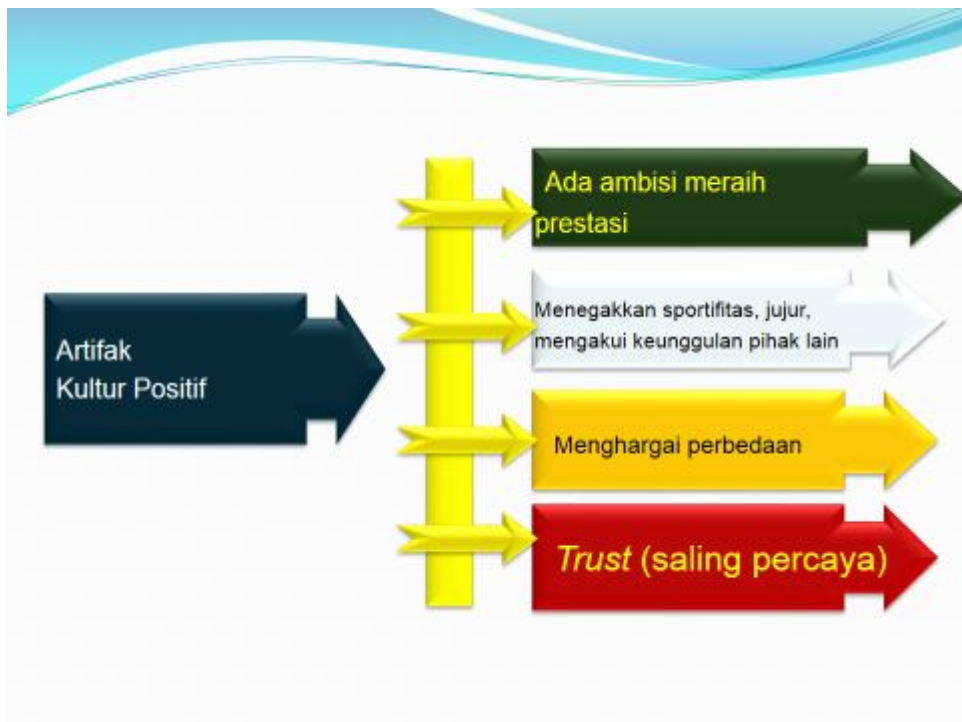 Artifak
Kultur Positif
Ada ambisi meraih
prestasi
Menegakkan sportifitas, jujur,
mengakui keunggulan pihak lain
Menghargai perbedaan
Trust (saling percaya)